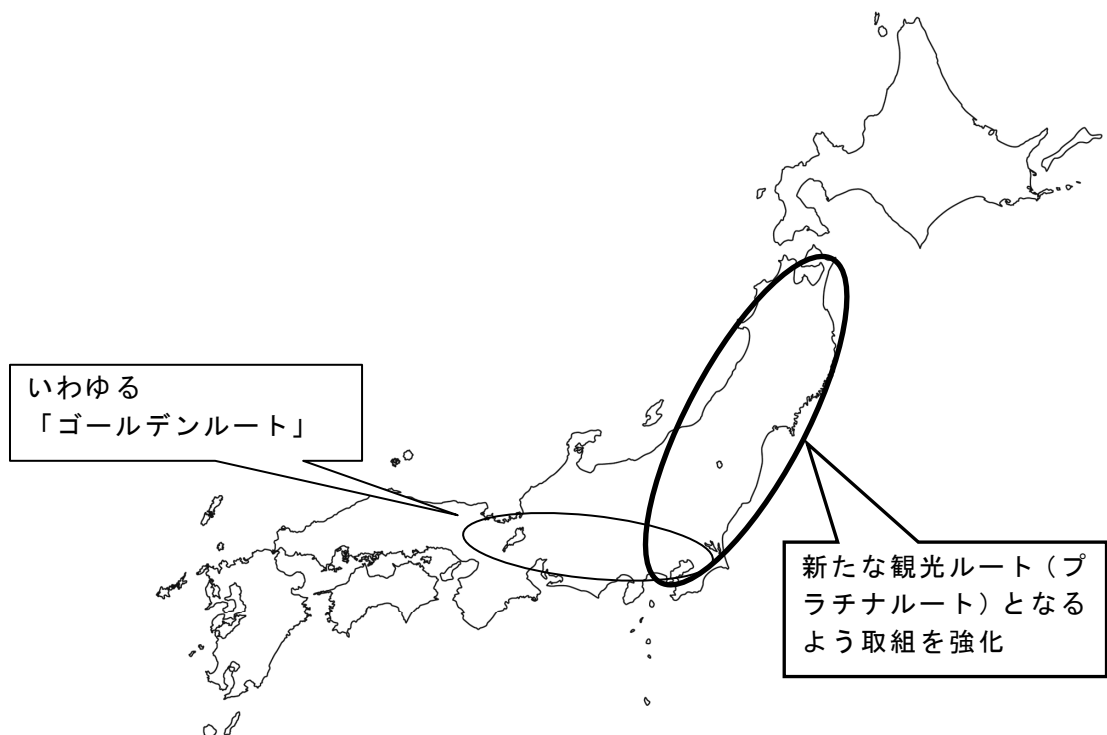 いわゆる
「ゴールデンルート」
新たな観光ルート（プ
ラチナルート）となる
よう取組を強化